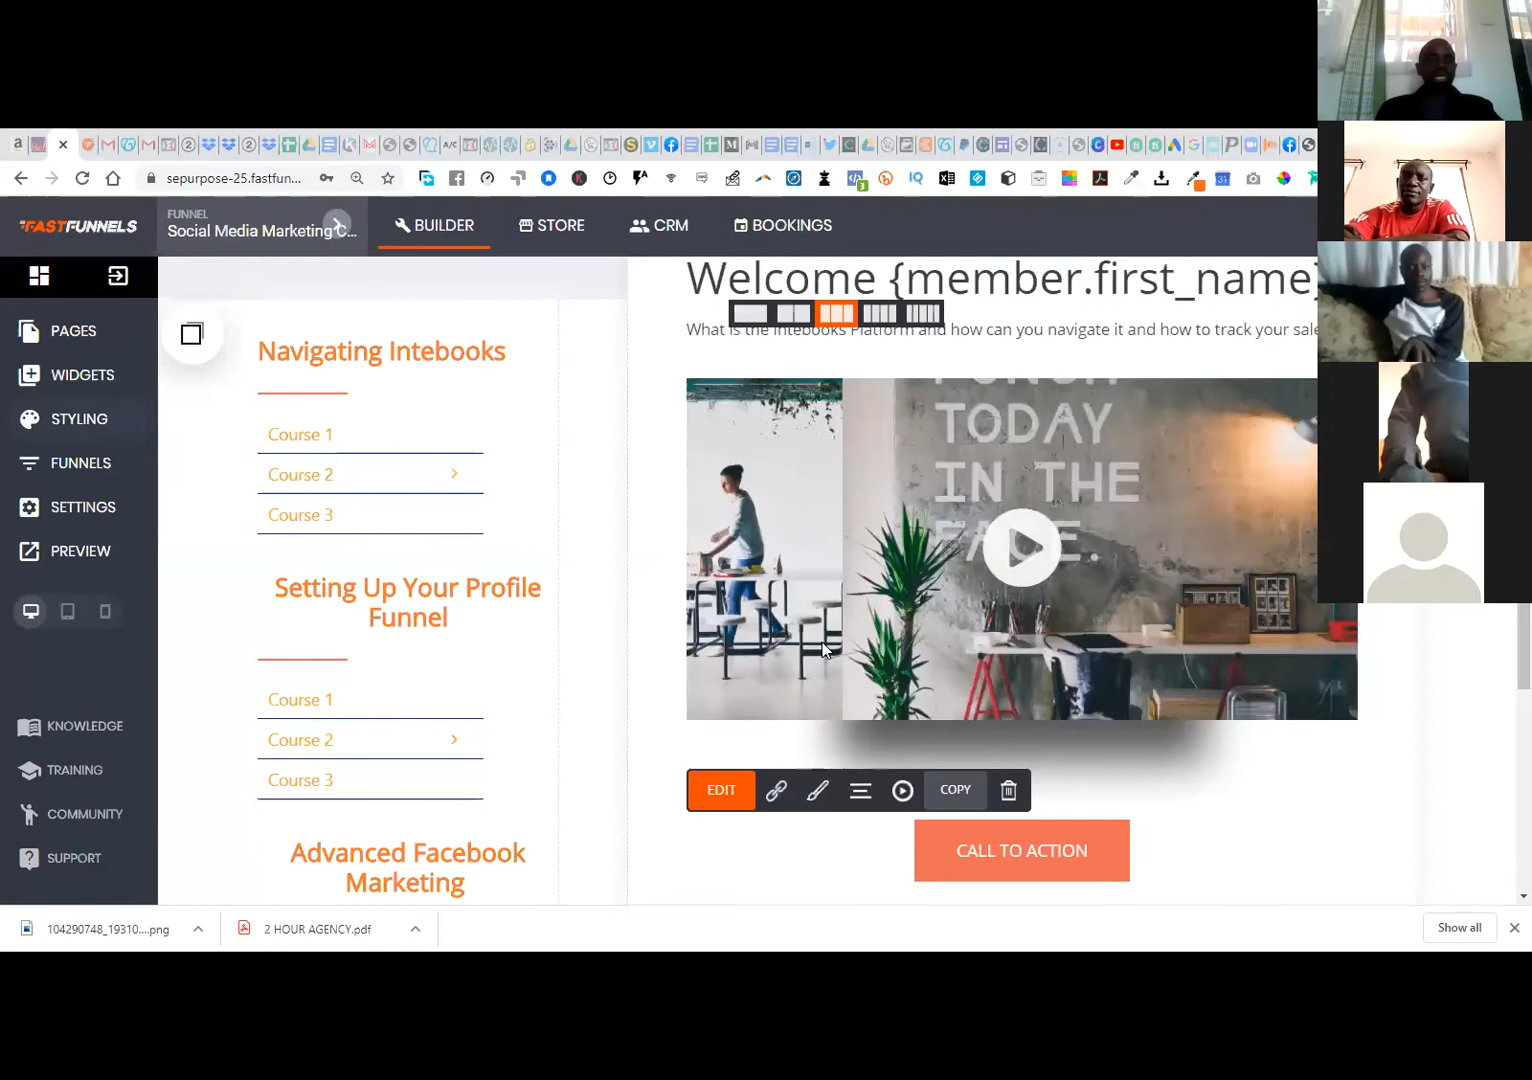 sepurpose-25.fastfun...
FASTFUNNELS
FUNNEL
Social Media Marketing C...
BUILDER
STORE
CRM
BOOKINGS
PAGES
WIDGETS
STYLING
FUNNELS
SETTINGS
PREVIEW
KNOWLEDGE
TRAINING
COMMUNITY
SUPPORT
Navigating Intebooks
Course 1
Course 2
Course 3
Setting Up Your Profile
Funnel
Course 1
Course 2
Course 3
Advanced Facebook
Marketing
Welcome {member.first_name}
What is the Intebooks Platform and how can you navigate it and how to track your sale
PUNCH
TODAY
IN THE
FACE.
EDIT
COPY
CALL TO ACTION
104290748_19310....png
2 HOUR AGENCY.pdf
Show all